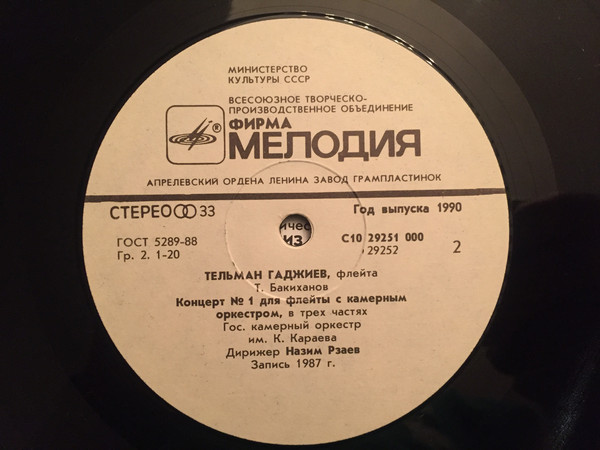 МИНИСТЕРСТВО
КУЛЬТУРЫ СССР
ВСЕСОЮЗНОЕ ТВОРЧЕСКО-
ПРОИЗВОДСТВЕННОЕ ОБЪЕДИНЕНИЕ
®
ФИРМА
МЕЛОДИЯ
АПРЕЛЕВСКИЙ ОРДЕНА ЛЕНИНА ЗАВОД ГРАМПЛАСТИНОК
СТЕРЕО 33
Год выпуска 1990
ичес
ИЗ
ГОСТ 5289-88
Гр. 2. 1-20
С10 29251 000
29252
2
ТЕЛЬМАН ГАДЖИЕВ, флейта
Т. Бакиханов
Концерт № 1 для флейты с камерным
оркестром, в трех частях
Гос. камерный оркестр
им. К. Караева
Дирижер Назим Рзаев
Запись 1987 г.